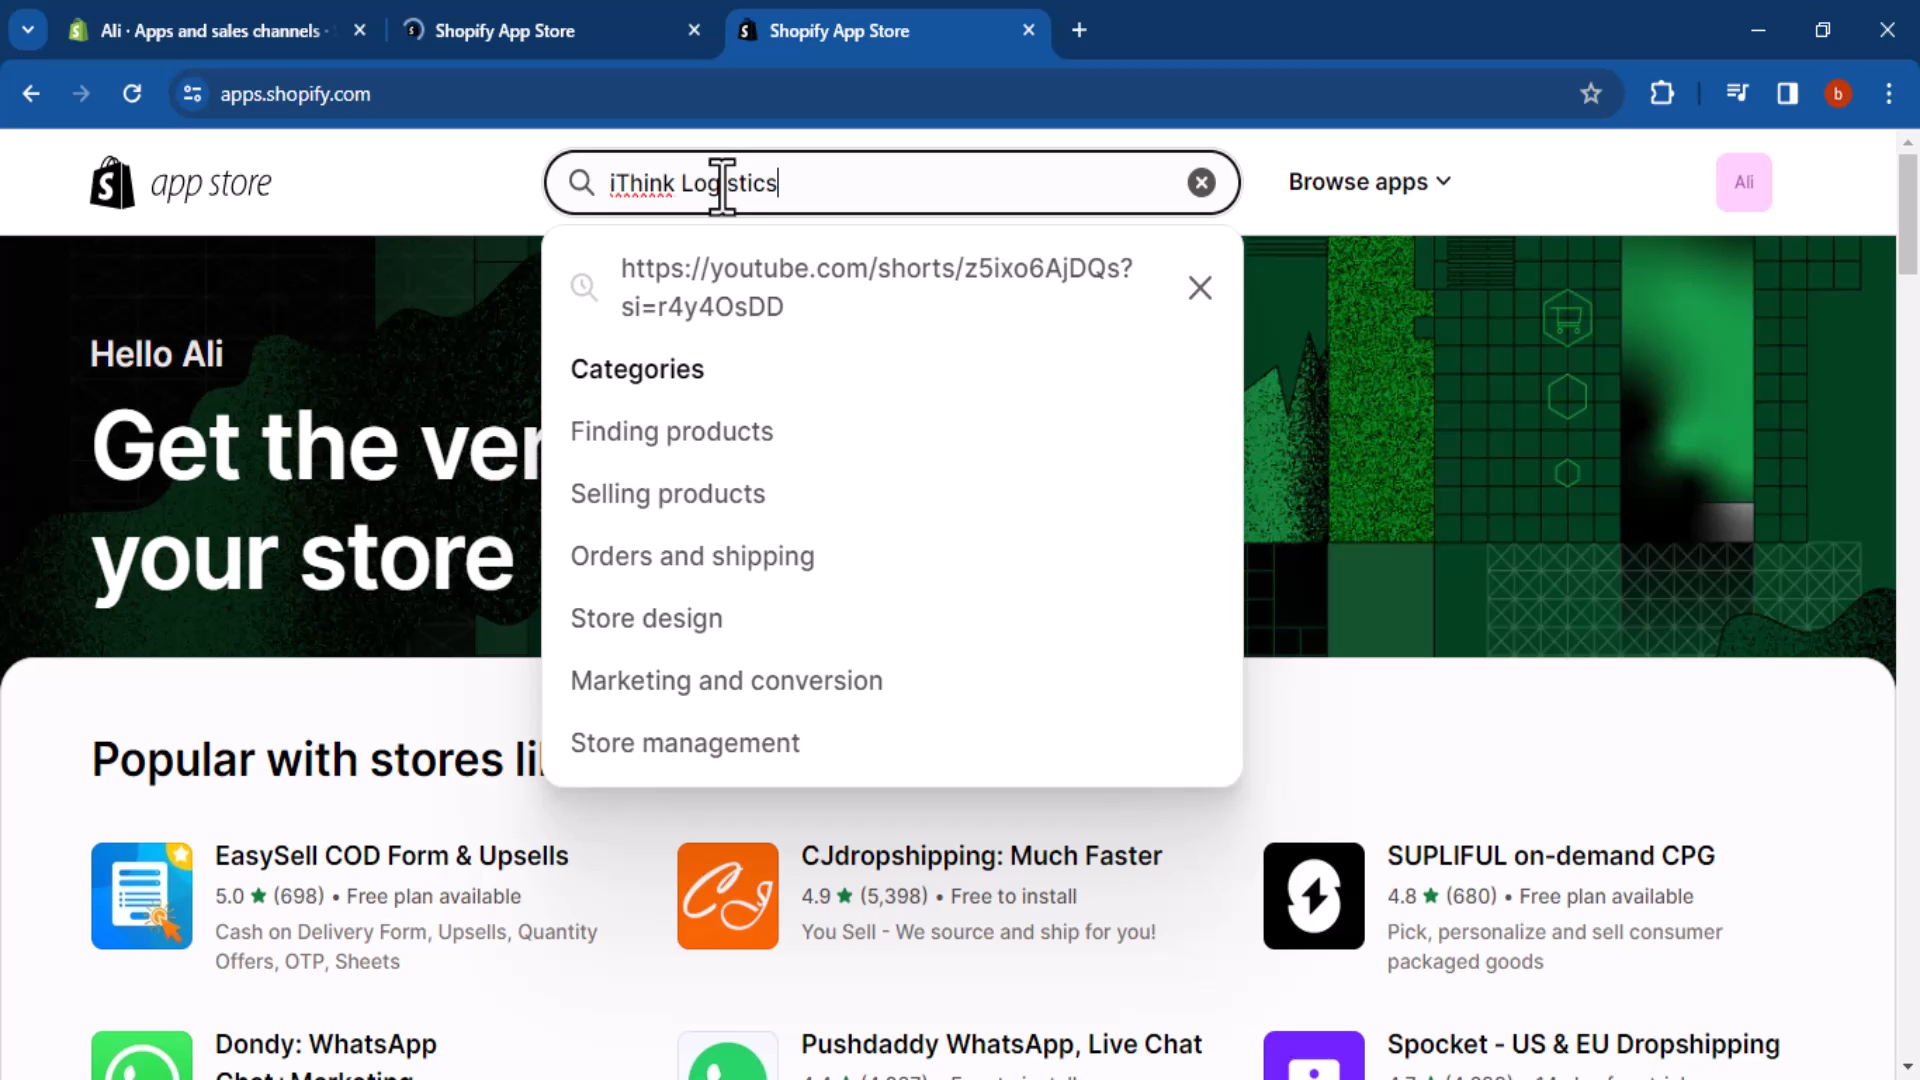 Ali · Apps and sales channels ·
Shopify App Store
Shopify App Store
apps.shopify.com
b
app store
iThink Logistics
Browse apps
Ali
https://youtube.com/shorts/z5ixo6AjDQs?
si=r4y4OsDD
Categories
Finding products
Selling products
Orders and shipping
Store design
Marketing and conversion
Store management
Hello Ali
Get the ver
your store
Popular with stores li
EasySell COD Form & Upsells
5.0 ★ (698) • Free plan available
Cash on Delivery Form, Upsells, Quantity
Offers, OTP, Sheets
CJdropshipping: Much Faster
4.9 ★ (5,398) • Free to install
You Sell - We source and ship for you!
SUPLIFUL on-demand CPG
4.8 ★ (680) • Free plan available
Pick, personalize and sell consumer
packaged goods
Dondy: WhatsApp
Chat+Marketing
Pushdaddy WhatsApp, Live Chat
Spocket - US & EU Dropshipping